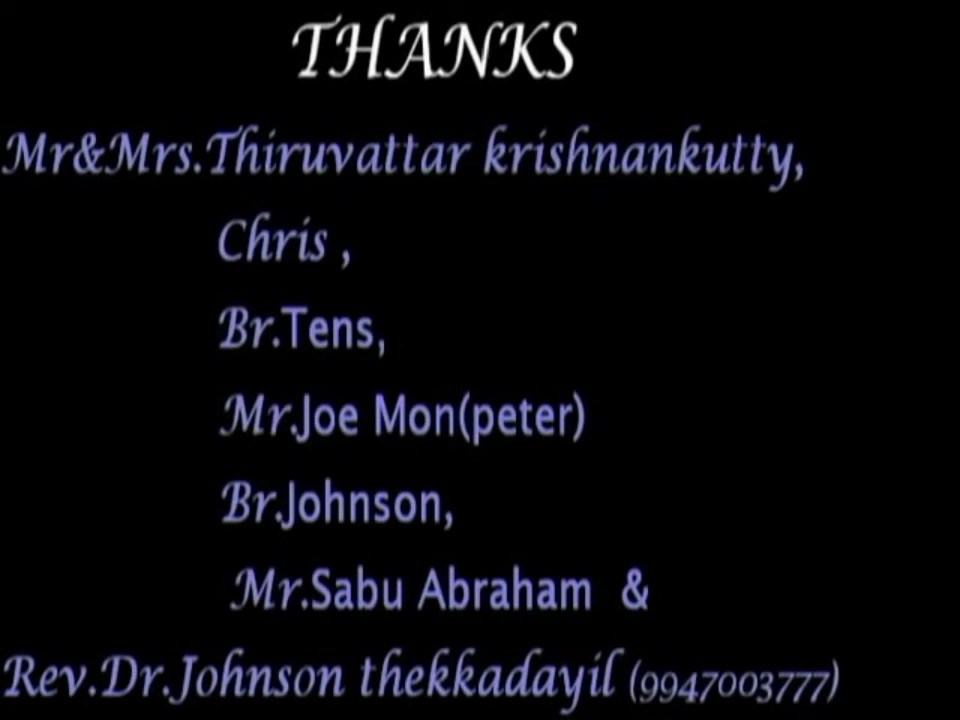 THANKS
Mr&Mrs.Thiruvattar krishnankutty,
Chris ,
Br.Tens,
Mr.Joe Mon(peter)
Br.Johnson,
Mr.Sabu Abraham &
Rev.Dr.Johnson thekkadayil (9947003777)